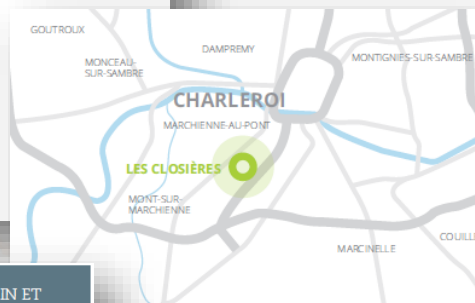 GOUTROUX
DAMPREMY
MONCEAU-
SUR-SAMBRE
MONTIGNIES-SUR-SAMBRE
CHARLEROI
MARCHIENNE-AU-PONT
LES CLOSIÈRES
MONT-SUR-
MARCHIENNE
COUILL
MARCINELLE
IN ET